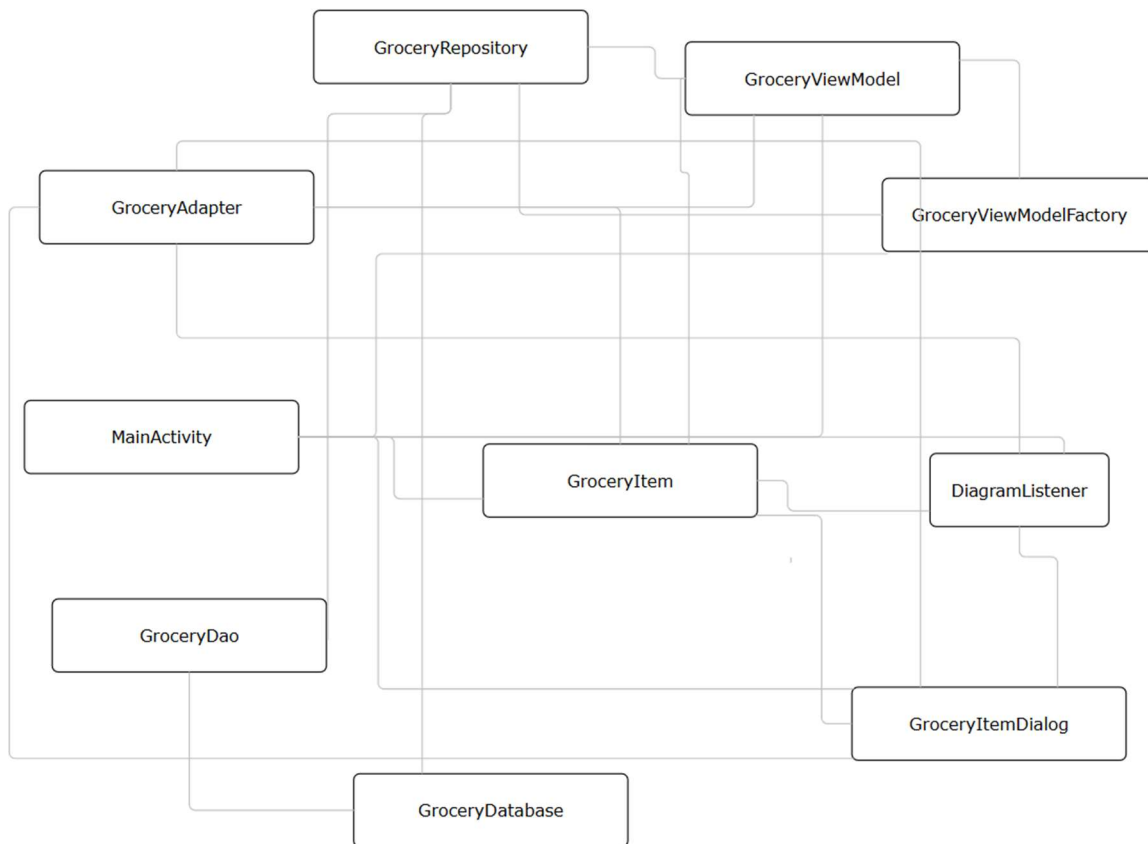 GroceryRepository
GroceryViewModel
GroceryAdapter
GroceryViewModelFactory
MainActivity
GroceryItem
DiagramListener
GroceryDao
GroceryItemDialog
GroceryDatabase